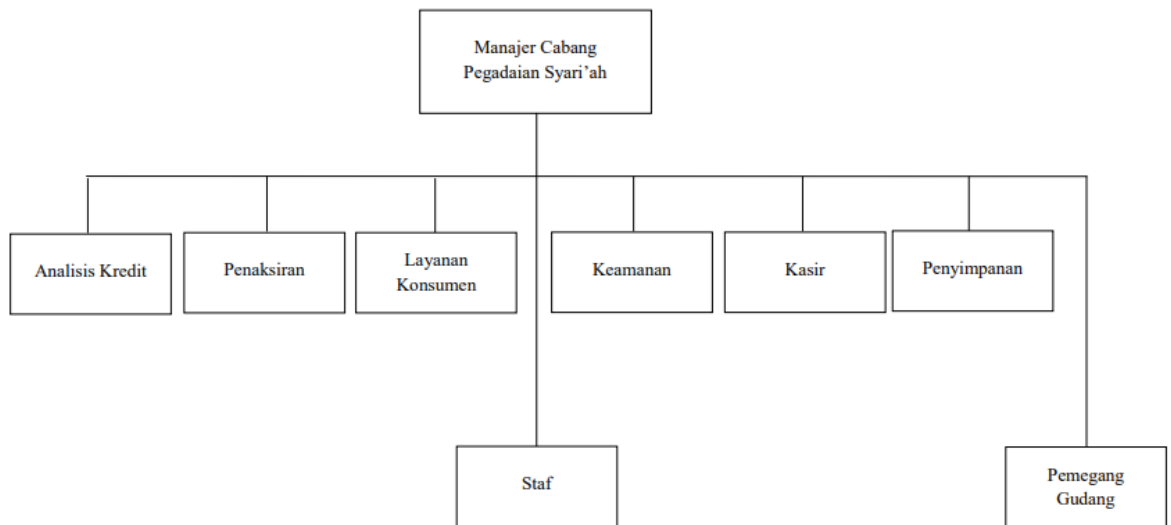 Manajer Cabang
Pegadaian Syari’ah
Analisis Kredit
Penaksiran
Layanan
Konsumen
Keamanan
Kasir
Penyimpanan
Staf
Pemegang
Gudang